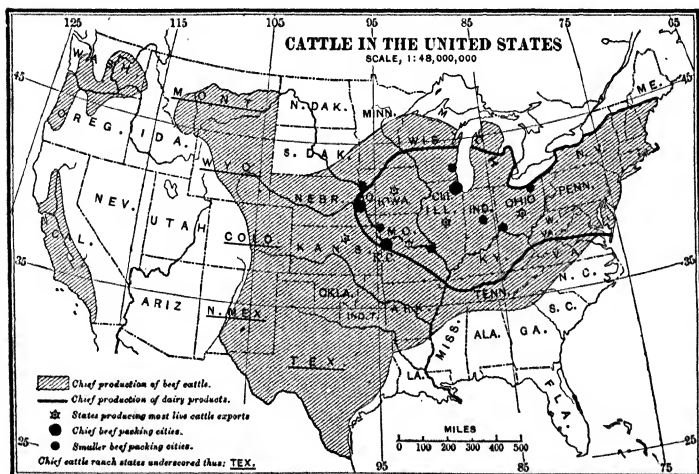 125 115 105 95 85 75 65
CATTLE IN THE UNITED STATES
SCALE, 1:48,000,000
45
WASH.
MONT.
N. DAK.
MINN.
ME.
45
OREG.
IDA.
S. DAK.
WIS.
MICH.
N.Y.
WYO.
NEBR.
O.
IOWA
CHI.
ILL.
IND.
OHIO
PENN.
NEV.
UTAH
COLO.
KANS.
MO.
K.C.
KY.
W. VA.
VA.
CAL.
35
ARIZ
N. MEX.
OKLA.
IND. T.
ARK.
TENN.
N. C.
S. C.
35
TEX.
LA.
MISS.
ALA.
GA.
FLA.
Chief production of beef cattle.
Chief production of dairy products.
States producing most live cattle exports
Chief beef packing cities.
Smaller beef packing cities.
Chief cattle ranch states underscored thus: TEX.
MILES
0 100 200 300 400 500
25
25
95 85 75